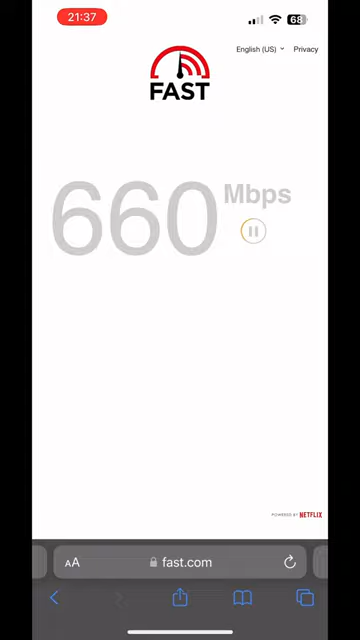 21:37
68
English (US)
Privacy
FAST
660 Mbps
POWERED BY NETFLIX
AA
fast.com